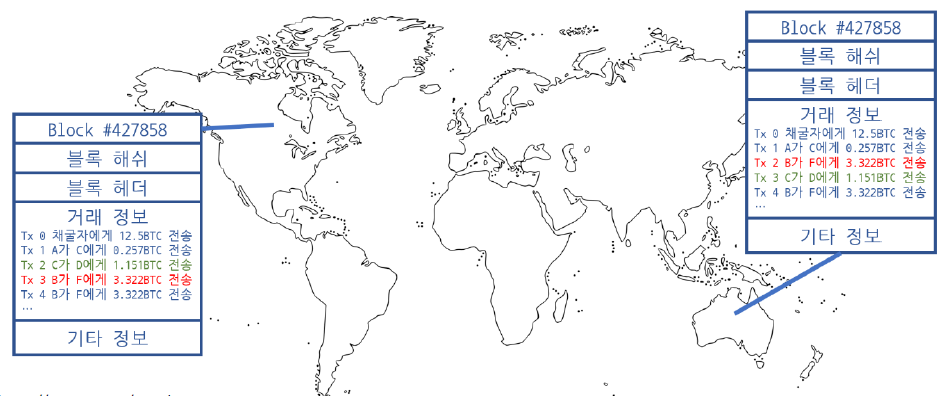 Block #427858
블록 해쉬
블록 헤더
거래 정보
Tx 0 채굴자에게 12.5BTC 전송
Tx 1 A가 C에게 0.257BTC 전송
Tx 2 C가 D에게 1.151BTC 전송
Tx 3 B가 F에게 3.322BTC 전송
Tx 4 B가 F에게 3.322BTC 전송
...
기타 정보
Block #427858
블록 해쉬
블록 헤더
거래 정보
Tx 0 채굴자에게 12.5BTC 전송
Tx 1 A가 C에게 0.257BTC 전송
Tx 2 B가 F에게 3.322BTC 전송
Tx 3 C가 D에게 1.151BTC 전송
Tx 4 B가 F에게 3.322BTC 전송
...
기타 정보